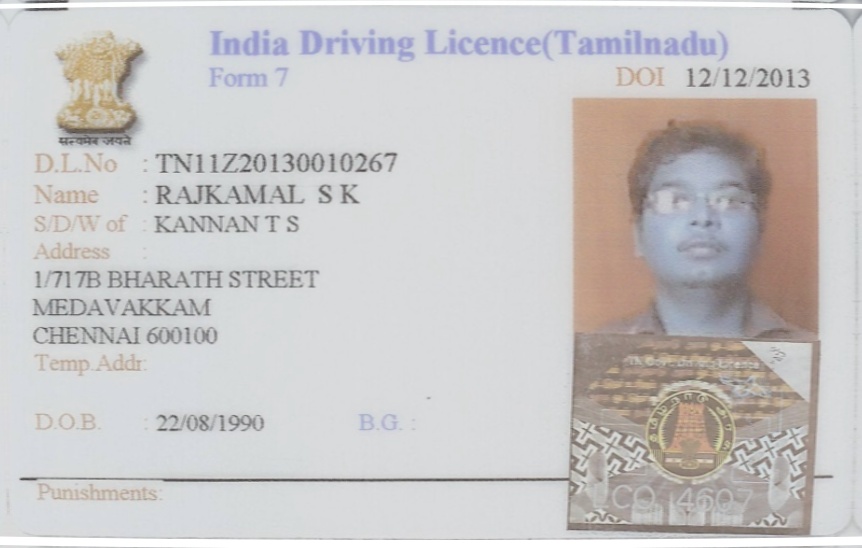 India Driving Licence(Tamilnadu)
Form 7
DOI 12/12/2013
सत्यमेव जयते
D.L.No : TN11Z20130010267
Name : RAJKAMAL S K
S/D/W of : KANNAN T S
Address :
1/717B BHARATH STREET
MEDAVAKKAM
CHENNAI 600100
Temp.Addr:
D.O.B. : 22/08/1990 B.G. :
Punishments:
CO 14607